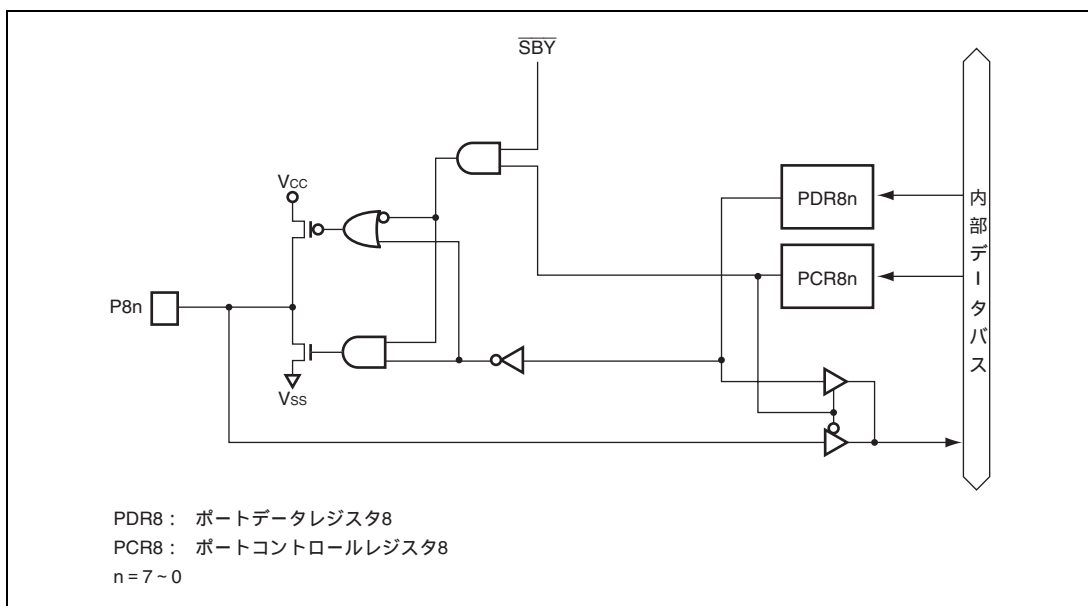 SBY
VCC
PDR8n
PCR8n
内部データバス
P8n
VSS
PDR8 : ポートデータレジスタ8
PCR8 : ポートコントロールレジスタ8
n = 7 ~ 0